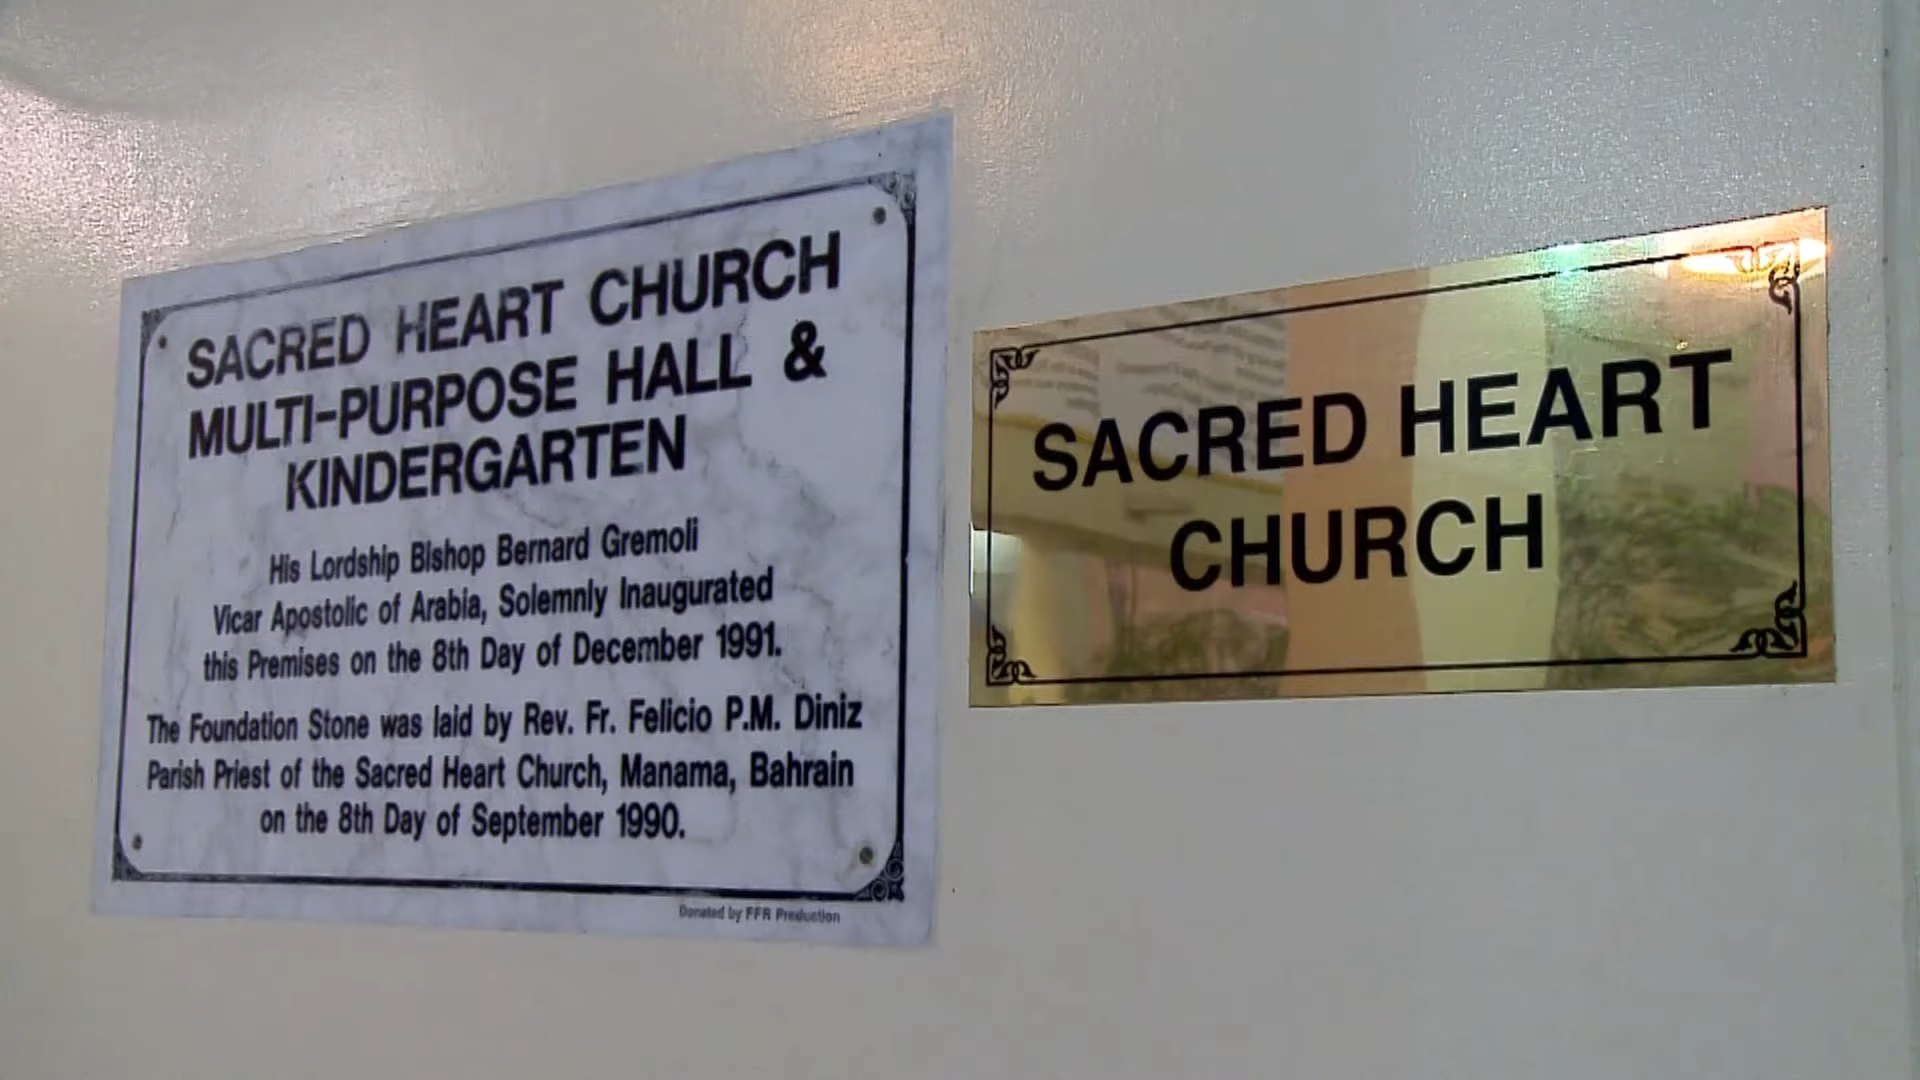 SACRED HEART CHURCH
MULTI-PURPOSE HALL &
KINDERGARTEN
His Lordship Bishop Bernard Gremoli
Vicar Apostolic of Arabia, Solemnly Inaugurated
this Premises on the 8th Day of December 1991.
The Foundation Stone was laid by Rev. Fr. Felicio P.M. Diniz
Parish Priest of the Sacred Heart Church, Manama, Bahrain
on the 8th Day of September 1990.
Donated by FFR Production
SACRED HEART
CHURCH